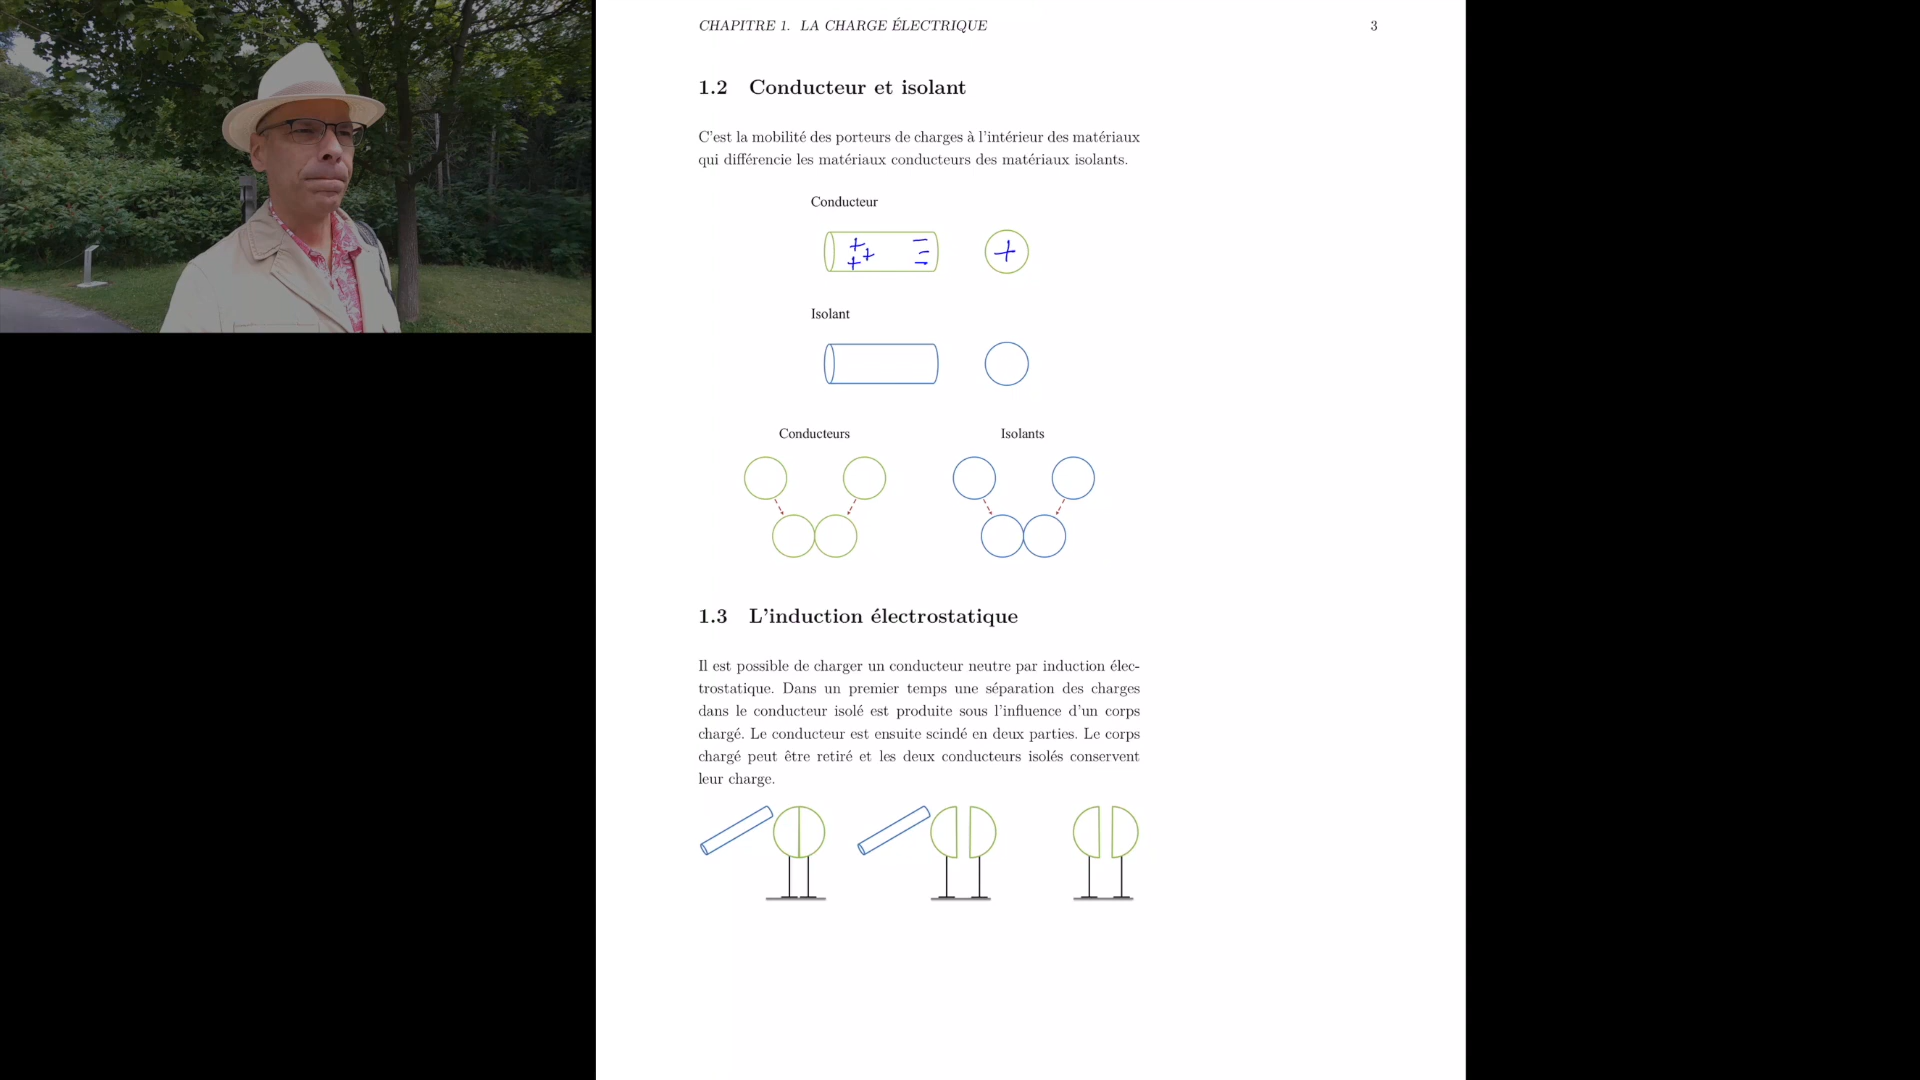 CHAPITRE 1. LA CHARGE ÉLECTRIQUE 3
1.2 Conducteur et isolant
C'est la mobilité des porteurs de charges à l'intérieur des matériaux
qui différencie les matériaux conducteurs des matériaux isolants.
Conducteur
+ + + − − − +
Isolant
Conducteurs Isolants
1.3 L'induction électrostatique
Il est possible de charger un conducteur neutre par induction élec-
trostatique. Dans un premier temps une séparation des charges
dans le conducteur isolé est produite sous l'influence d'un corps
chargé. Le conducteur est ensuite scindé en deux parties. Le corps
chargé peut être retiré et les deux conducteurs isolés conservent
leur charge.